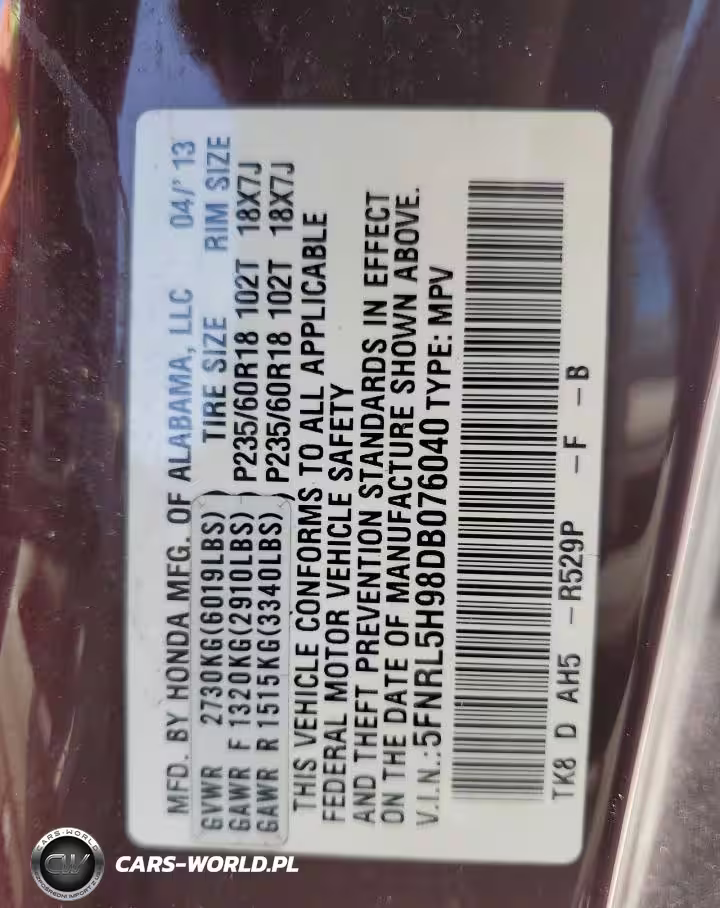 MFD. BY HONDA MFG. OF ALABAMA, LLC 04/'13
GVWR 2730KG(6019LBS) TIRE SIZE RIM SIZE
GAWR F 1320KG(2910LBS) P235/60R18 102T 18X7J
GAWR R 1515KG(3340LBS) P235/60R18 102T 18X7J
THIS VEHICLE CONFORMS TO ALL APPLICABLE
FEDERAL MOTOR VEHICLE SAFETY
AND THEFT PREVENTION STANDARDS IN EFFECT
ON THE DATE OF MANUFACTURE SHOWN ABOVE.
V.I.N.:5FNRL5H98DB076040 TYPE: MPV
TK8 D AH5 -R529P -F -B
CARS-WORLD
CW
CARS-WORLD.PL